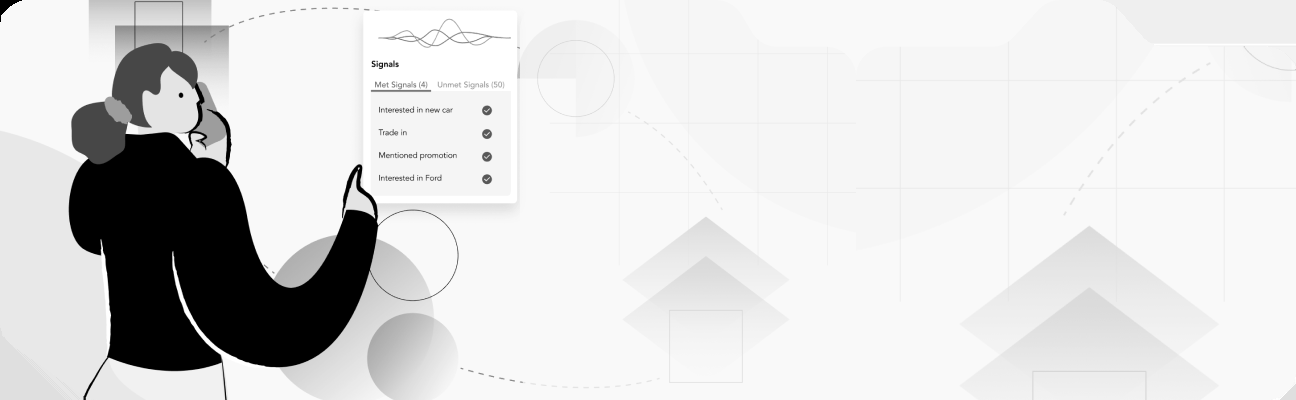 Signals
Met Signals (4) Unmet Signals (50)
Interested in new car
Trade in
Mentioned promotion
Interested in Ford